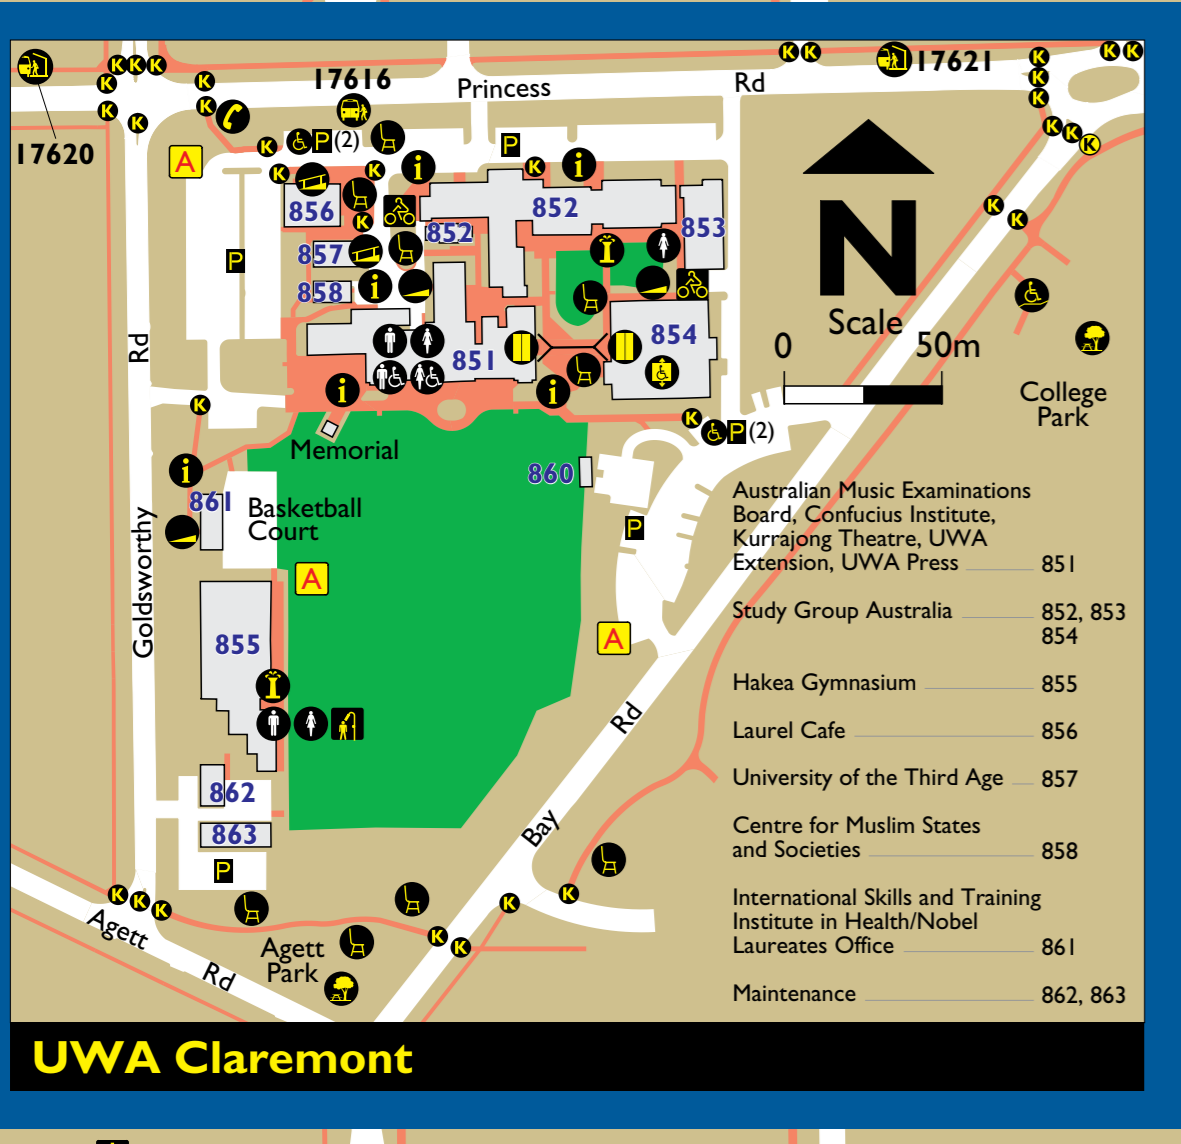 K K K K
K K
17621
K K
K
K
K
K K K
17616
Princess
Rd
K K
K K
17620
A
K
P (2)
P
i
i
K
K
K
856
852
K
852
853
857
P
858
i
K
K
N
Rd
851
854
i
i
Scale
0
50m
College
Park
K
K
P (2)
Memorial
i
860
861
Basketball
Court
P
Goldsworthy
A
A
855
Rd
862
863
P
Bay
K K K
K
K
K
K
Agett
Rd
Agett
Park
Australian Music Examinations
Board, Confucius Institute,
Kurrajong Theatre, UWA
Extension, UWA Press 851
Study Group Australia 852, 853
854
Hakea Gymnasium 855
Laurel Cafe 856
University of the Third Age 857
Centre for Muslim States
and Societies 858
International Skills and Training
Institute in Health/Nobel
Laureates Office 861
Maintenance 862, 863
UWA Claremont